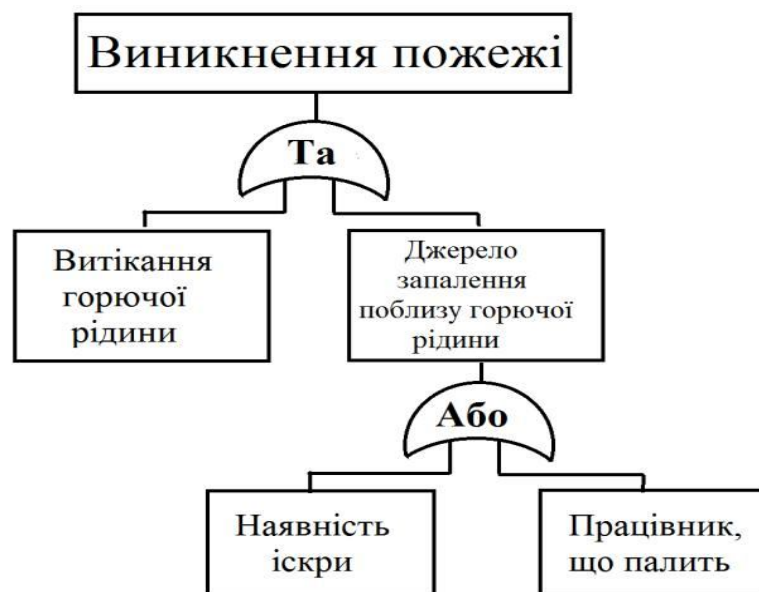 Виникнення пожежі
Та
Витікання
горючої
рідини
Джерело
запалення
поблизу горючої
рідини
Або
Наявність
іскри
Працівник,
що палить